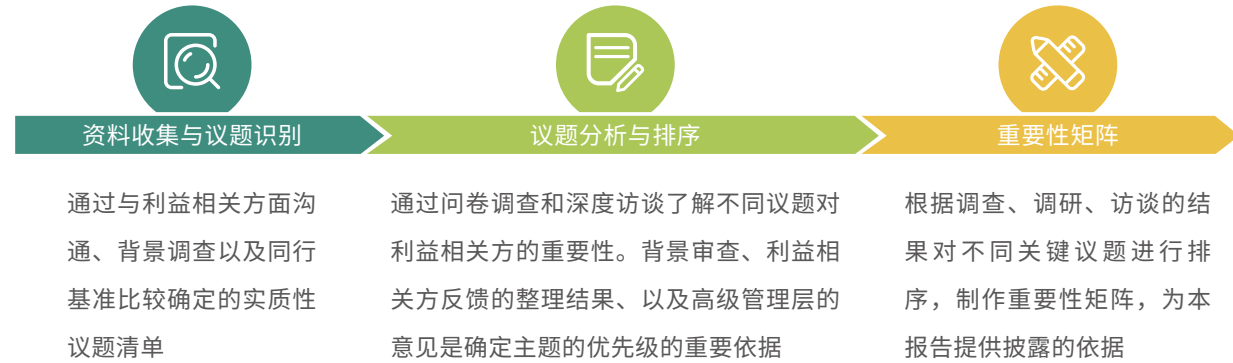 资料收集与议题识别
议题分析与排序
重要性矩阵
通过与利益相关方面沟
通、背景调查以及同行
基准比较确定的实质性
议题清单
通过问卷调查和深度访谈了解不同议题对
利益相关方的重要性。背景审查、利益相
关方反馈的整理结果、以及高级管理层的
意见是确定主题的优先级的重要依据
根据调查、调研、访谈的结
果对不同关键议题进行排
序，制作重要性矩阵，为本
报告提供披露的依据